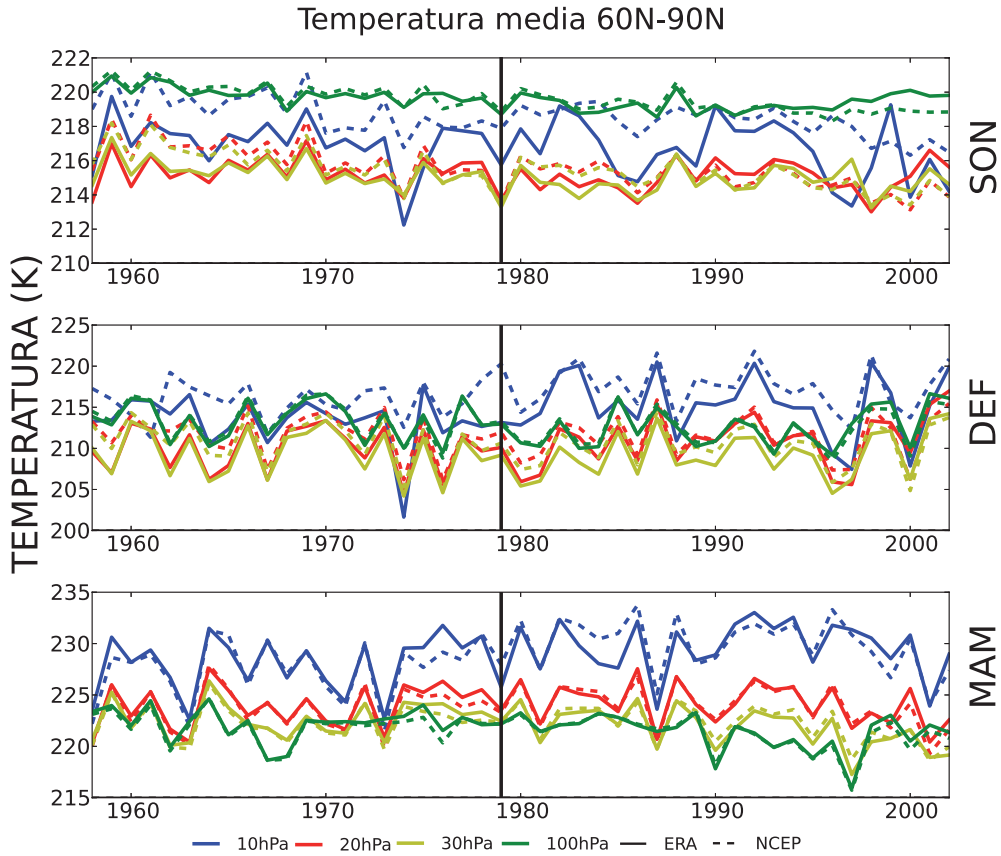 Temperatura media 60N-90N
TEMPERATURA (K)
222
220
218
216
214
212
210
1960 1970 1980 1990 2000
SON
225
220
215
210
205
200
1960 1970 1980 1990 2000
DEF
235
230
225
220
215
1960 1970 1980 1990 2000
MAM
10hPa 20hPa 30hPa 100hPa ERA NCEP